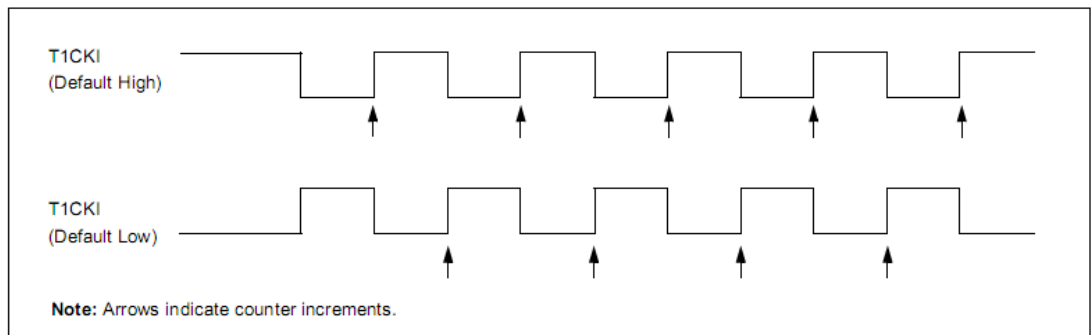 T1CKI
(Default High)
T1CKI
(Default Low)
Note: Arrows indicate counter increments.